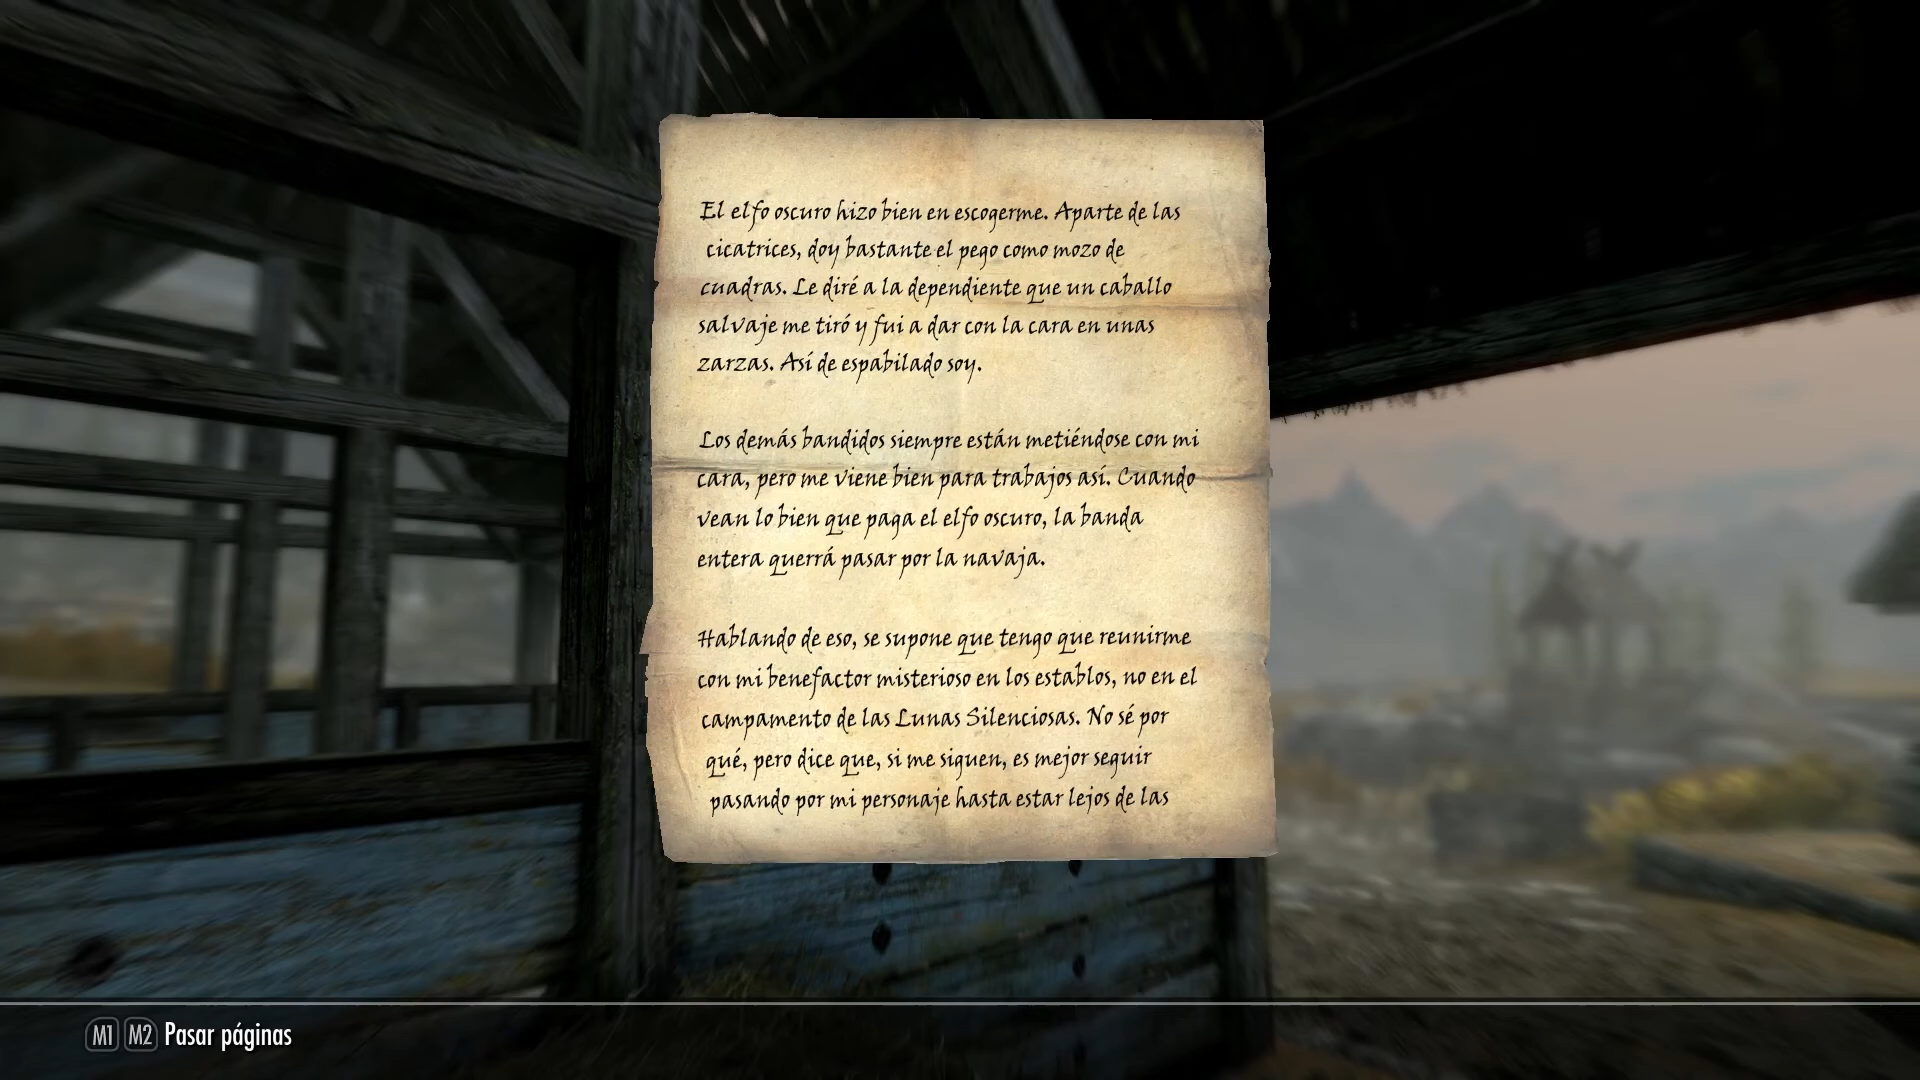 El elfo oscuro hizo bien en escogerme. Aparte de las
cicatrices, doy bastante el pego como mozo de
cuadras. Le diré a la dependiente que un caballo
salvaje me tiró y fui a dar con la cara en unas
zarzas. Así de espabilado soy.
Los demás bandidos siempre están metiéndose con mi
cara, pero me viene bien para trabajos así. Cuando
vean lo bien que paga el elfo oscuro, la banda
entera querrá pasar por la navaja.
Hablando de eso, se supone que tengo que reunirme
con mi benefactor misterioso en los establos, no en el
campamento de las Lunas Silenciosas. No sé por
qué, pero dice que, si me siguen, es mejor seguir
pasando por mi personaje hasta estar lejos de las
M1 M2 Pasar páginas